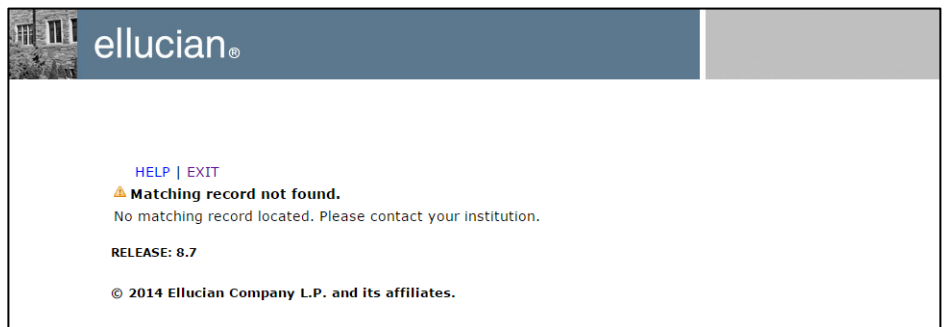 ellucian®
HELP | EXIT
Matching record not found.
No matching record located. Please contact your institution.
RELEASE: 8.7
© 2014 Ellucian Company L.P. and its affiliates.